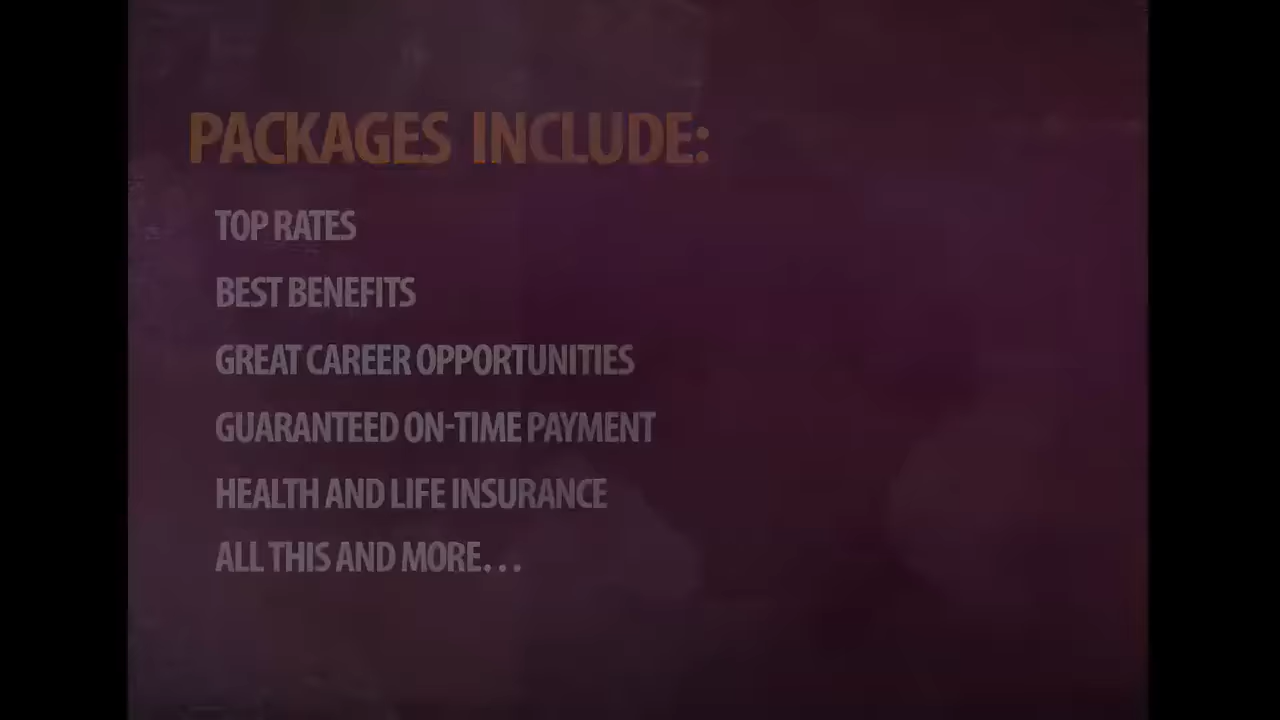 PACKAGES INCLUDE:
TOP RATES
BEST BENEFITS
GREAT CAREER OPPORTUNITIES
GUARANTEED ON-TIME PAYMENT
HEALTH AND LIFE INSURANCE
ALL THIS AND MORE...